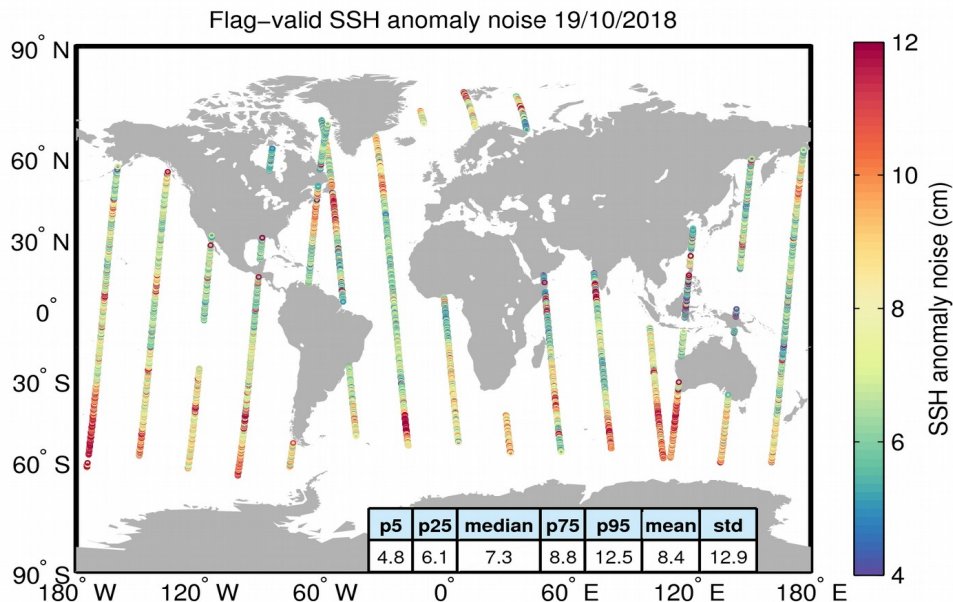 Flag–valid SSH anomaly noise 19/10/2018
90° N
60° N
30° N
0°
30° S
60° S
90° S
180° W
120° W
60° W
0°
60° E
120° E
180° E
p5 p25 median p75 p95 mean std
4.8 6.1 7.3 8.8 12.5 8.4 12.9
12
10
8
6
4
SSH anomaly noise (cm)